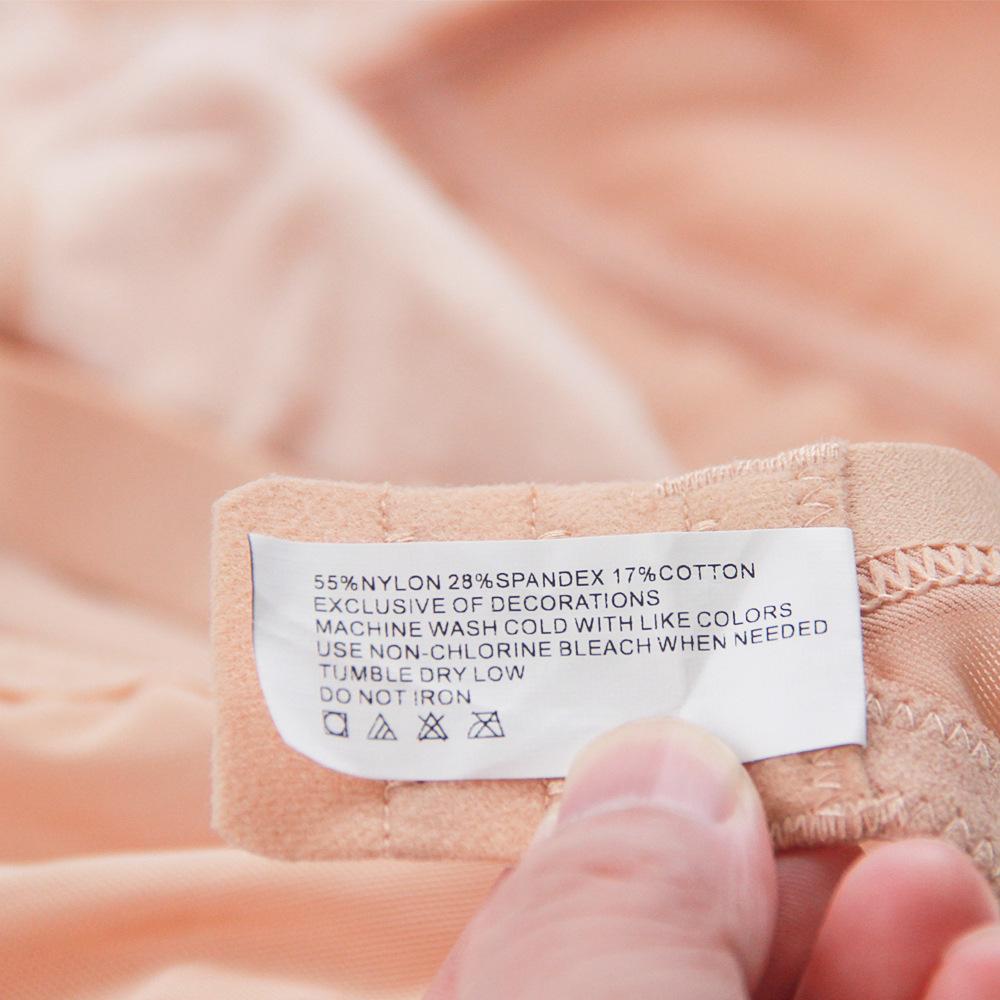 55%NYLON 28%SPANDEX 17%COTTON
EXCLUSIVE OF DECORATIONS
MACHINE WASH COLD WITH LIKE COLORS
USE NON-CHLORINE BLEACH WHEN NEEDED
TUMBLE DRY LOW
DO NOT IRON